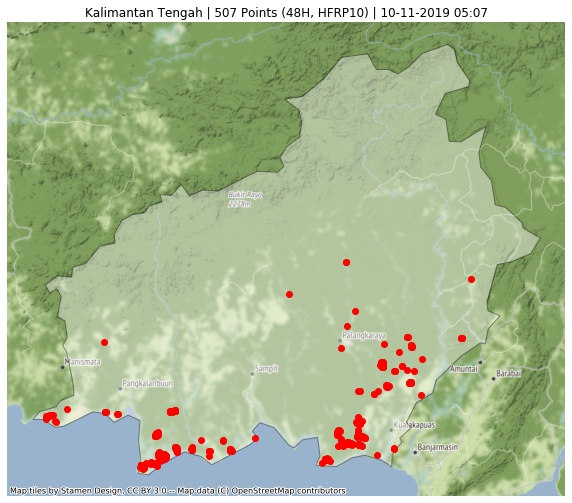 Kalimantan Tengah | 507 Points (48H, HFRP10) | 10-11-2019 05:07
Bukit Raya
2278m
Palangkaraya
Manismata
Sampit
Amuntai
Barabai
Pangkalanbuun
Kualakapuas
Banjarmasin
Map tiles by Stamen Design, CC BY 3.0 -- Map data (C) OpenStreetMap contributors